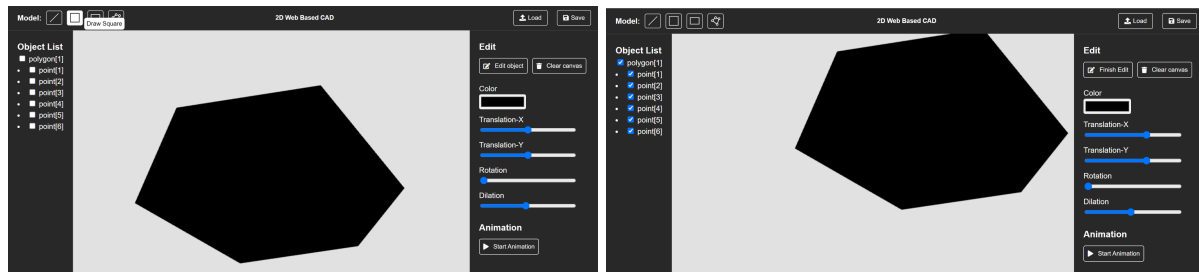 Model:
Draw Square
2D Web Based CAD
Load
Save
Object List
polygon[1]
point[1]
point[2]
point[3]
point[4]
point[5]
point[6]
Edit
Edit object
Clear canvas
Color
Translation-X
Translation-Y
Rotation
Dilation
Animation
Start Animation
Model:
2D Web Based CAD
Load
Save
Object List
polygon[1]
point[1]
point[2]
point[3]
point[4]
point[5]
point[6]
Edit
Finish Edit
Clear canvas
Color
Translation-X
Translation-Y
Rotation
Dilation
Animation
Start Animation